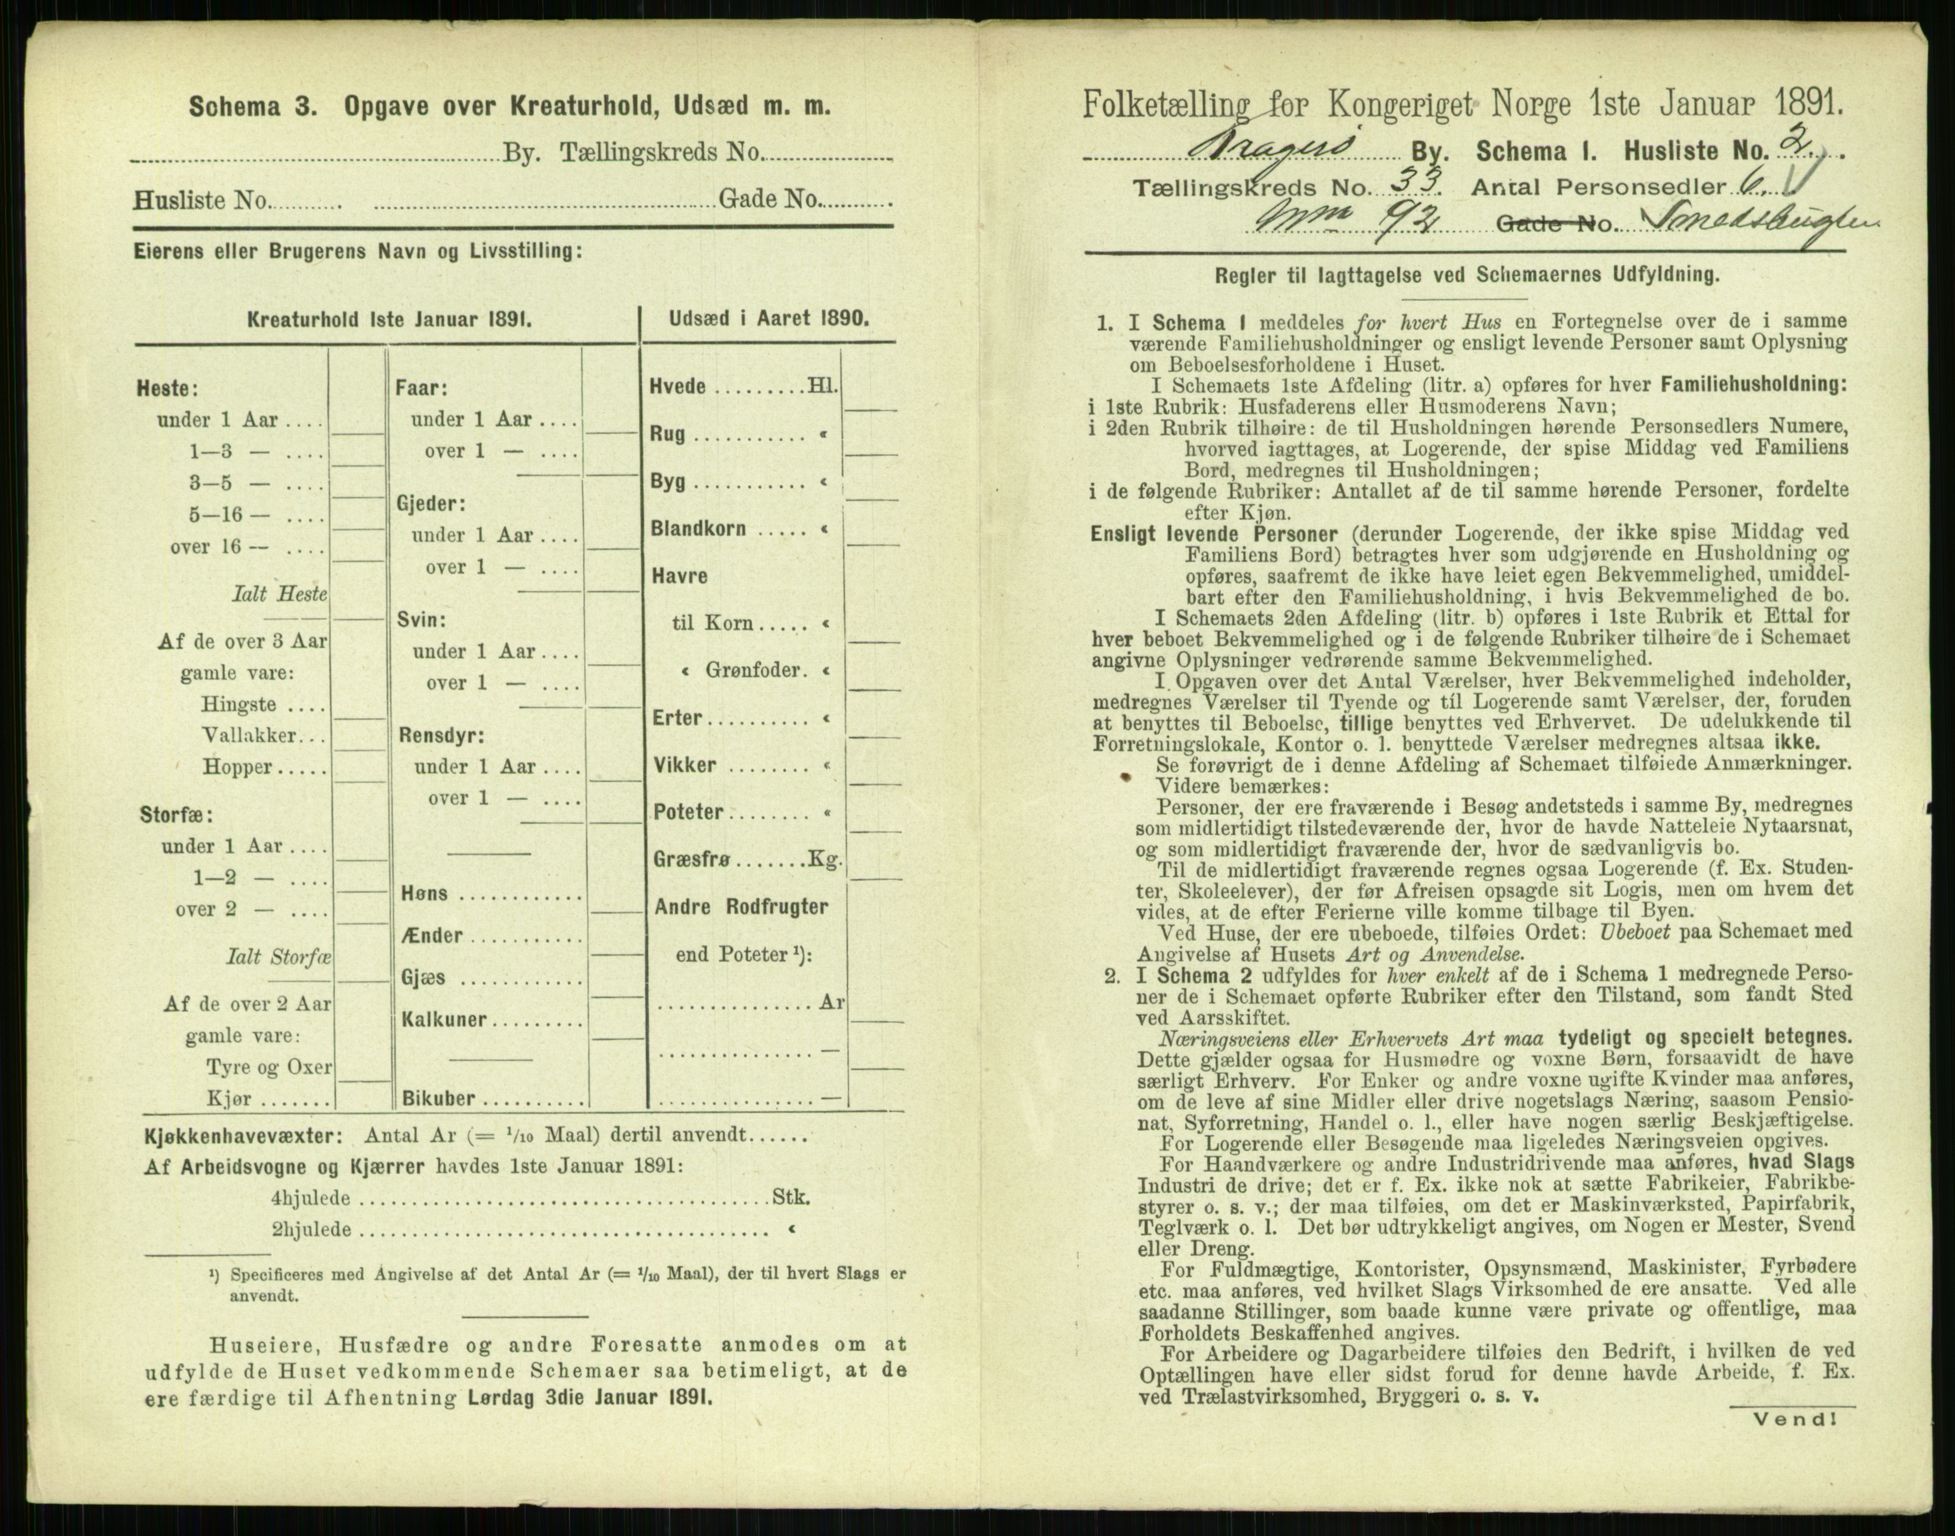 Schema 3. Opgave over Kreaturhold, Udsæd m. m.
By. Tællingskreds No.
Husliste No. Gade No.
Eierens eller Brugerens Navn og Livsstilling:
Kreaturhold 1ste Januar 1891.
Heste:
under 1 Aar ....
1—3 — ....
3—5 — ....
5—16 — ....
over 16 — ....
Ialt Heste
Af de over 3 Aar
gamle vare:
Hingste ....
Vallakker...
Hopper.....
Storfæ:
under 1 Aar ....
1—2 — ....
over 2 — ....
Ialt Storfæ
Af de over 2 Aar
gamle vare:
Tyre og Oxer
Kjør .......
Faar:
under 1 Aar ....
over 1 — ....
Gjeder:
under 1 Aar ....
over 1 — ....
Svin:
under 1 Aar ....
over 1 — ....
Rensdyr:
under 1 Aar ....
over 1 — ....
Høns ............
Ænder ...........
Gjæs ............
Kalkuner.........
Bikuber ..........
Udsæd i Aaret 1890.
Hvede .........Hl.
Rug ........... «
Byg ........... «
Blandkorn ..... «
Havre
til Korn..... «
« Grønfoder. «
Erter.......... «
Vikker ........ «
Poteter........ «
Græsfrø.......Kg.
Andre Rodfrugter
end Poteter ¹):
............... Ar
............... —
............... —
Kjøkkenhavevæxter: Antal Ar (= 1/10 Maal) dertil anvendt......
Af Arbeidsvogne og Kjærrer havdes 1ste Januar 1891:
4hjulede ........................................Stk.
2hjulede ........................................ «
¹) Specificeres med Angivelse af det Antal Ar (= 1/10 Maal), der til hvert Slags er
anvendt.
Huseiere, Husfædre og andre Foresatte anmodes om at
udfylde de Huset vedkommende Schemaer saa betimeligt, at de
ere færdige til Afhentning Lørdag 3die Januar 1891.
Folketælling for Kongeriget Norge 1ste Januar 1891.
Kragerø By. Schema 1. Husliste No. 2
Tællingskreds No. 33. Antal Personsedler 6.
Mm 92 Gade No. Smedsbugten
Regler til Iagttagelse ved Schemaernes Udfyldning.
1. I Schema 1 meddeles for hvert Hus en Fortegnelse over de i samme
værende Familiehusholdninger og ensligt levende Personer samt Oplysning
om Beboelsesforholdene i Huset.
I Schemaets 1ste Afdeling (litr. a) opføres for hver Familiehusholdning:
i 1ste Rubrik: Husfaderens eller Husmoderens Navn;
i 2den Rubrik tilhøire: de til Husholdningen hørende Personsedlers Numere,
hvorved iagttages, at Logerende, der spise Middag ved Familiens
Bord, medregnes til Husholdningen;
i de følgende Rubriker: Antallet af de til samme hørende Personer, fordelte
efter Kjøn.
Ensligt levende Personer (derunder Logerende, der ikke spise Middag ved
Familiens Bord) betragtes hver som udgjørende en Husholdning og
opføres, saafremt de ikke have leiet egen Bekvemmelighed, umiddel-
bart efter den Familiehusholdning, i hvis Bekvemmelighed de bo.
I Schemaets 2den Afdeling (litr. b) opføres i 1ste Rubrik et Ettal for
hver beboet Bekvemmelighed og i de følgende Rubriker tilhøire de i Schemaet
angivne Oplysninger vedrørende samme Bekvemmelighed.
I Opgaven over det Antal Værelser, hver Bekvemmelighed indeholder,
medregnes Værelser til Tyende og til Logerende samt Værelser, der, foruden
at benyttes til Beboelse, tillige benyttes ved Erhvervet. De udelukkende til
Forretningslokale, Kontor o. l. benyttede Værelser medregnes altsaa ikke.
Se forøvrigt de i denne Afdeling af Schemaet tilføiede Anmærkninger.
Videre bemærkes:
Personer, der ere fraværende i Besøg andetsteds i samme By, medregnes
som midlertidigt tilstedeværende der, hvor de havde Natteleie Nytaarsnat,
og som midlertidigt fraværende der, hvor de sædvanligvis bo.
Til de midlertidigt fraværende regnes ogsaa Logerende (f. Ex. Studen-
ter, Skoleelever), der før Afreisen opsagde sit Logis, men om hvem det
vides, at de efter Ferierne ville komme tilbage til Byen.
Ved Huse, der ere ubeboede, tilføies Ordet: Ubeboet paa Schemaet med
Angivelse af Husets Art og Anvendelse.
2. I Schema 2 udfyldes for hver enkelt af de i Schema 1 medregnede Perso-
ner de i Schemaet opførte Rubriker efter den Tilstand, som fandt Sted
ved Aarsskiftet.
Næringsveiens eller Erhvervets Art maa tydeligt og specielt betegnes.
Dette gjælder ogsaa for Husmødre og voxne Børn, forsaavidt de have
særligt Erhverv. For Enker og andre voxne ugifte Kvinder maa anføres,
om de leve af sine Midler eller drive nogetslags Næring, saasom Pensio-
nat, Syforretning, Handel o. l., eller have nogen særlig Beskjæftigelse.
For Logerende eller Besøgende maa ligeledes Næringsveien opgives.
For Haandværkere og andre Industridrivende maa anføres, hvad Slags
Industri de drive; det er f. Ex. ikke nok at sætte Fabrikeier, Fabrikbe-
styrer o. s. v.; der maa tilføies, om det er Maskinværksted, Papirfabrik,
Teglværk o. l. Det bør udtrykkeligt angives, om Nogen er Mester, Svend
eller Dreng.
For Fuldmægtige, Kontorister, Opsynsmænd, Maskinister, Fyrbødere
etc. maa anføres, ved hvilket Slags Virksomhed de ere ansatte. Ved alle
saadanne Stillinger, som baade kunne være private og offentlige, maa
Forholdets Beskaffenhed angives.
For Arbeidere og Dagarbeidere tilføies den Bedrift, i hvilken de ved
Optællingen have eller sidst forud for denne havde Arbeide, f. Ex.
ved Trælastvirksomhed, Bryggeri o. s. v.
Vend!